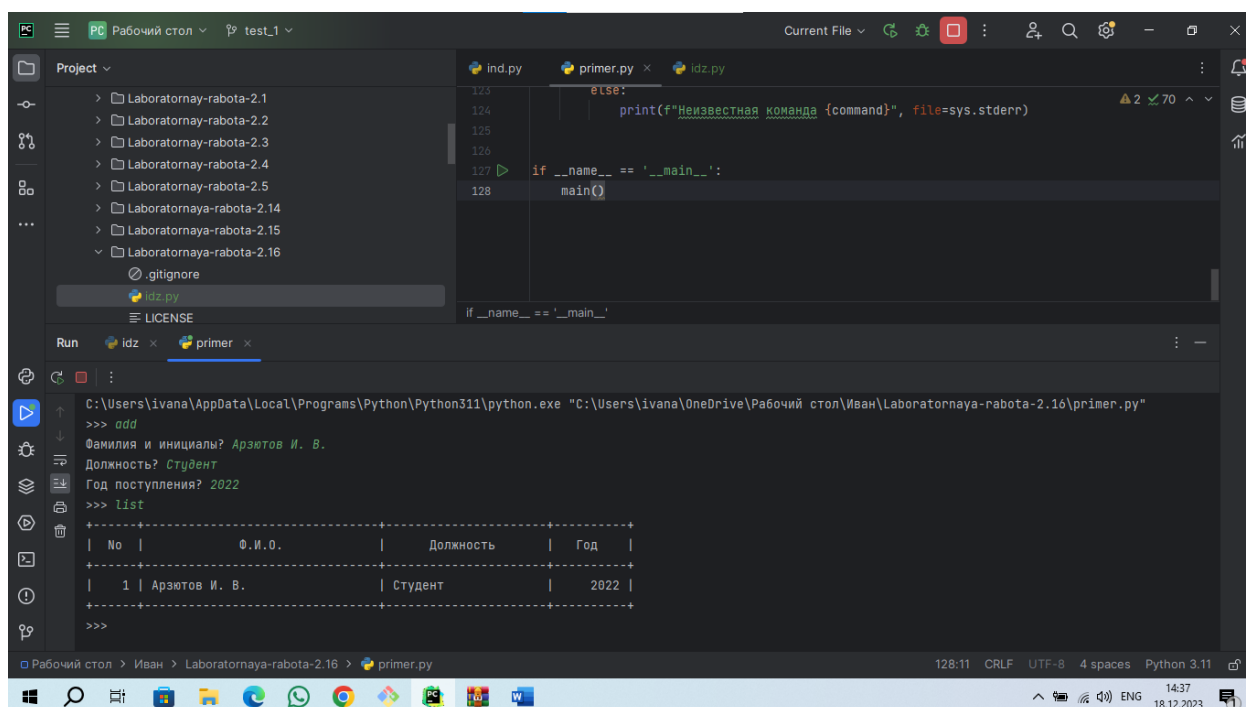 PC Рабочий стол test_1 Current File
Project
Laboratornay-rabota-2.1
Laboratornay-rabota-2.2
Laboratornay-rabota-2.3
Laboratornay-rabota-2.4
Laboratornay-rabota-2.5
Laboratornaya-rabota-2.14
Laboratornaya-rabota-2.15
Laboratornaya-rabota-2.16
.gitignore
idz.py
LICENSE
ind.py primer.py idz.py
123 else:
124 print(f"Неизвестная команда {command}", file=sys.stderr)
125
126
127 if __name__ == '__main__':
128 main()
2 70
if __name__ == '__main__'
Run idz primer
C:\Users\ivana\AppData\Local\Programs\Python\Python311\python.exe "C:\Users\ivana\OneDrive\Рабочий стол\Иван\Laboratornaya-rabota-2.16\primer.py"
>>> add
Фамилия и инициалы? Арзютов И. В.
Должность? Студент
Год поступления? 2022
>>> list
+------+--------------------------------+----------------------+----------+
| No | Ф.И.О. | Должность | Год |
+------+--------------------------------+----------------------+----------+
| 1 | Арзютов И. В. | Студент | 2022 |
+------+--------------------------------+----------------------+----------+
>>>
Рабочий стол > Иван > Laboratornaya-rabota-2.16 > primer.py 128:11 CRLF UTF-8 4 spaces Python 3.11
ENG 14:37
18.12.2023